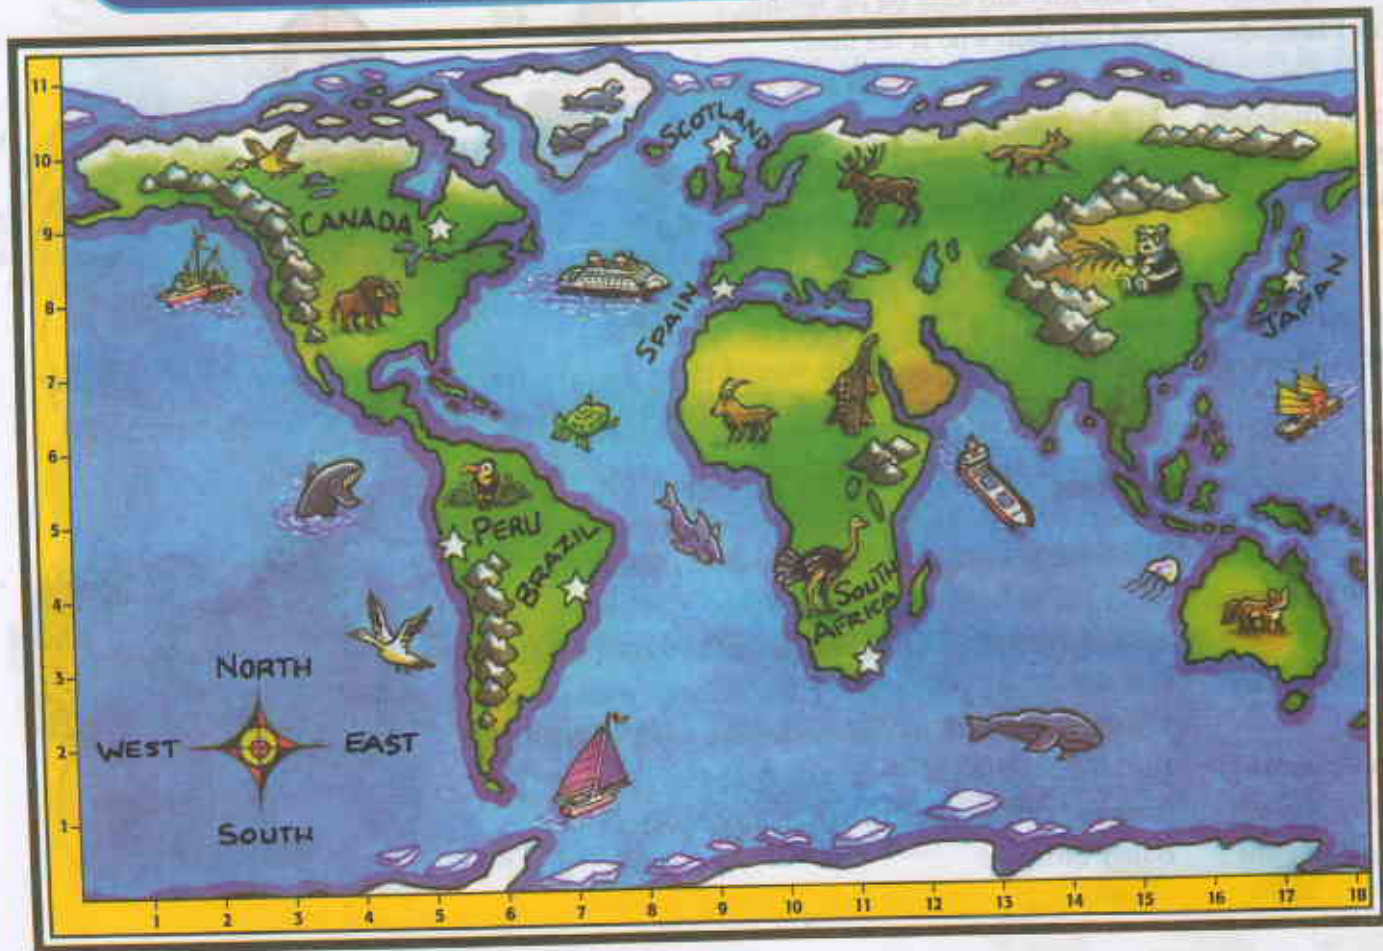 11
10
9
8
7
6
5
4
3
2
1
SCOTLAND
CANADA
SPAIN
JAPAN
PERU
BRAZIL
SOUTH
AFRICA
NORTH
WEST
EAST
SOUTH
1 2 3 4 5 6 7 8 9 10 11 12 13 14 15 16 17 18